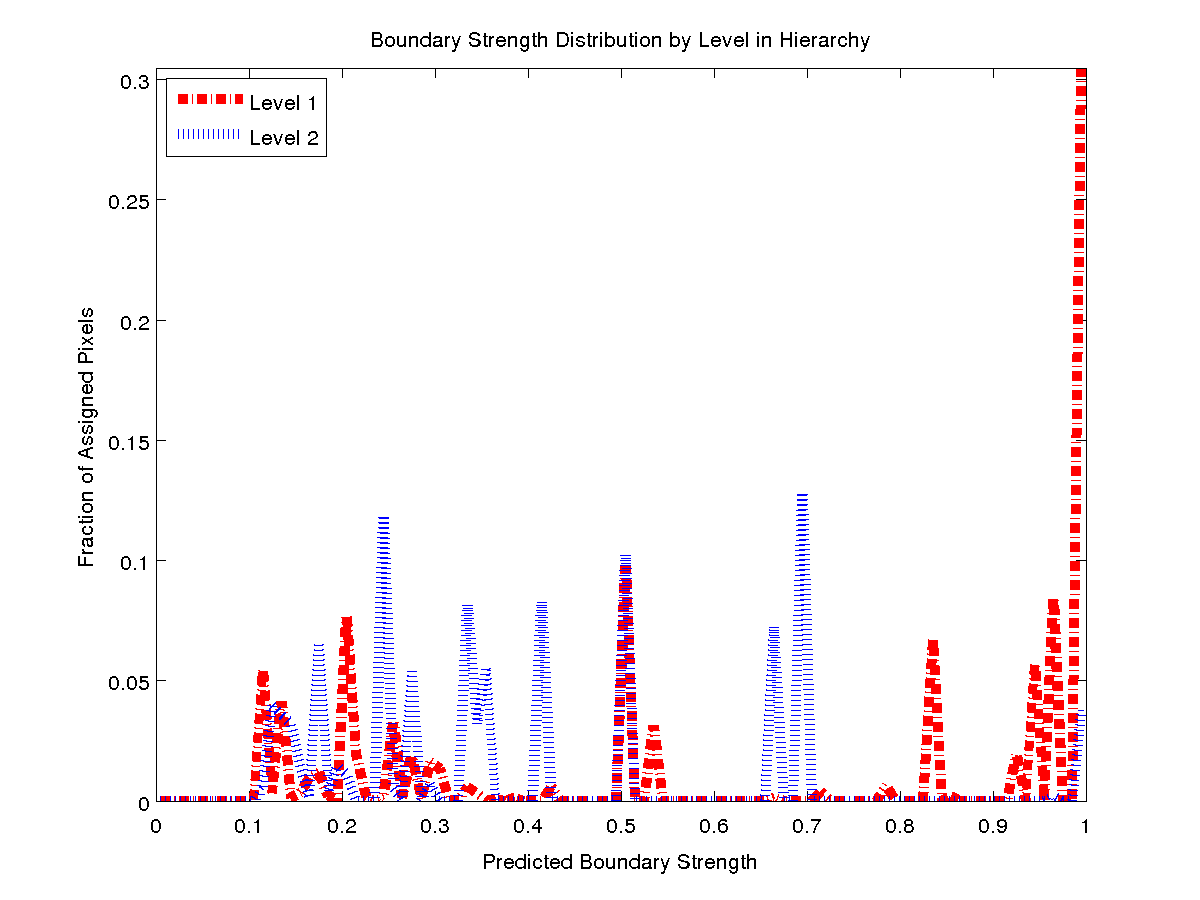 Boundary Strength Distribution by Level in Hierarchy
Level 1
Level 2
0.3
0.25
0.2
0.15
0.1
0.05
0
Fraction of Assigned Pixels
0 0.1 0.2 0.3 0.4 0.5 0.6 0.7 0.8 0.9 1
Predicted Boundary Strength